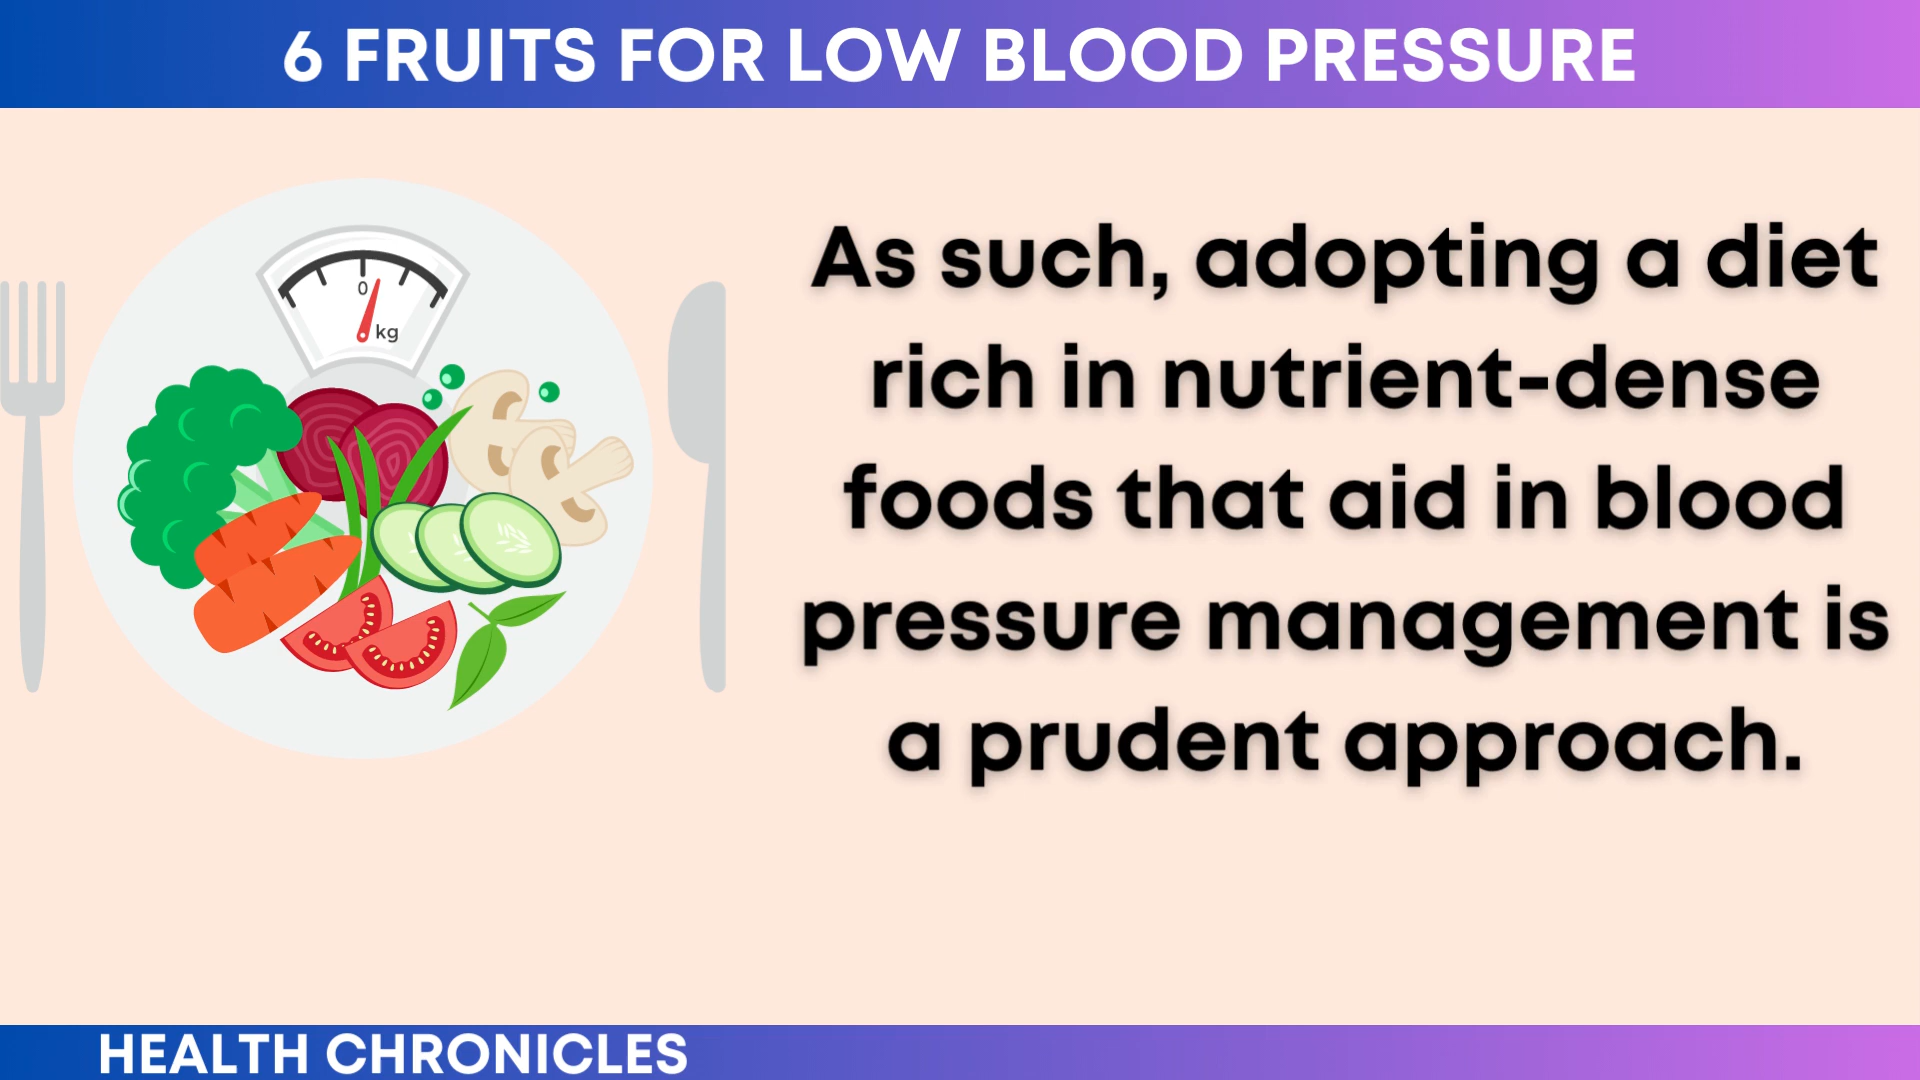 6 FRUITS FOR LOW BLOOD PRESSURE
0
kg
As such, adopting a diet
rich in nutrient-dense
foods that aid in blood
pressure management is
a prudent approach.
HEALTH CHRONICLES